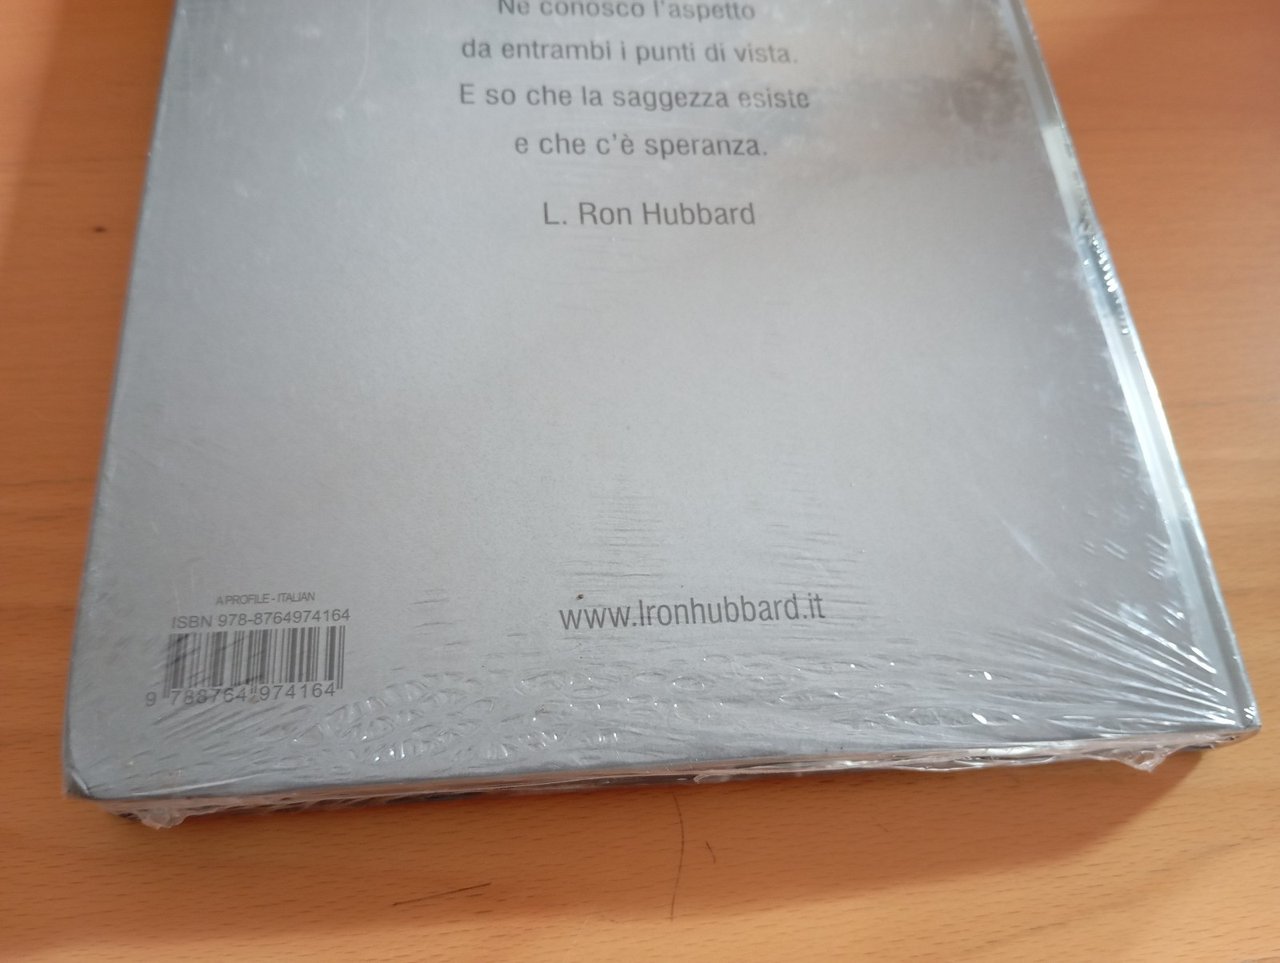 Ne conosco l'aspetto
da entrambi i punti di vista.
E so che la saggezza esiste
e che c'è speranza.
L. Ron Hubbard
A PROFILE - ITALIAN
ISBN 978-8764974164
9 788764 974164
www.lronhubbard.it